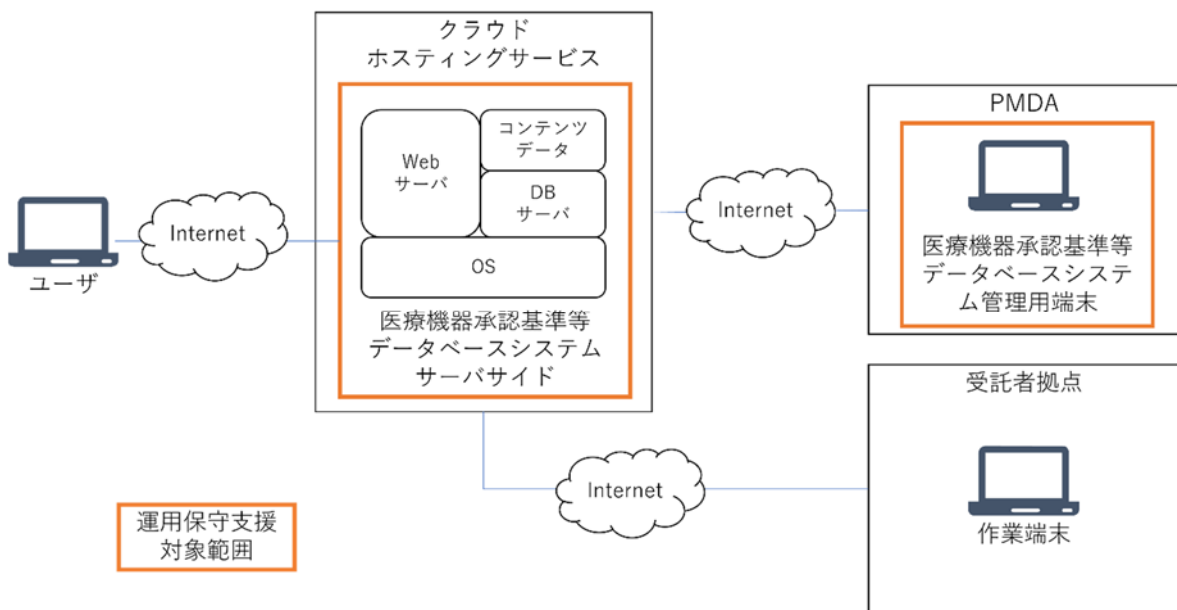 クラウド
ホスティングサービス
Web
サーバ
コンテンツ
データ
DB
サーバ
OS
医療機器承認基準等
データベースシステム
サーバサイド
ユーザ
Internet
Internet
PMDA
医療機器承認基準等
データベースシステ
ム管理用端末
Internet
受託者拠点
作業端末
運用保守支援
対象範囲